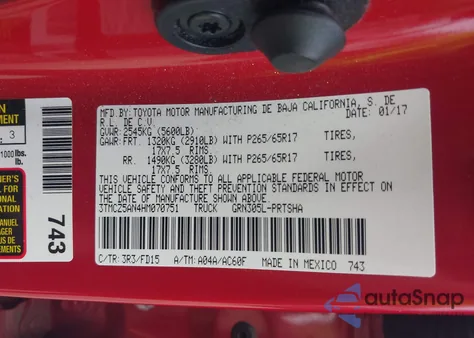 MFD.BY:TOYOTA MOTOR MANUFACTURING DE BAJA CALIFORNIA, S. DE
R.L. DE C.V. DATE: 01/17
GVWR:2545KG (5600LB)
GAWR:FRT. 1320KG (2910LB) WITH P265/65R17 TIRES,
17X7.5 RIMS.
RR. 1490KG (3280LB) WITH P265/65R17 TIRES,
17X7.5 RIMS.
THIS VEHICLE CONFORMS TO ALL APPLICABLE FEDERAL MOTOR
VEHICLE SAFETY AND THEFT PREVENTION STANDARDS IN EFFECT ON
THE DATE OF MANUFACTURE SHOWN ABOVE.
3TMCZ5AN4HM070751 TRUCK GRN305L-PRTSHA
C/TR: 3R3/FD15 A/TM: A04A/AC60F MADE IN MEXICO 743
3
1000 lbs.
lb.
743
autoSnap